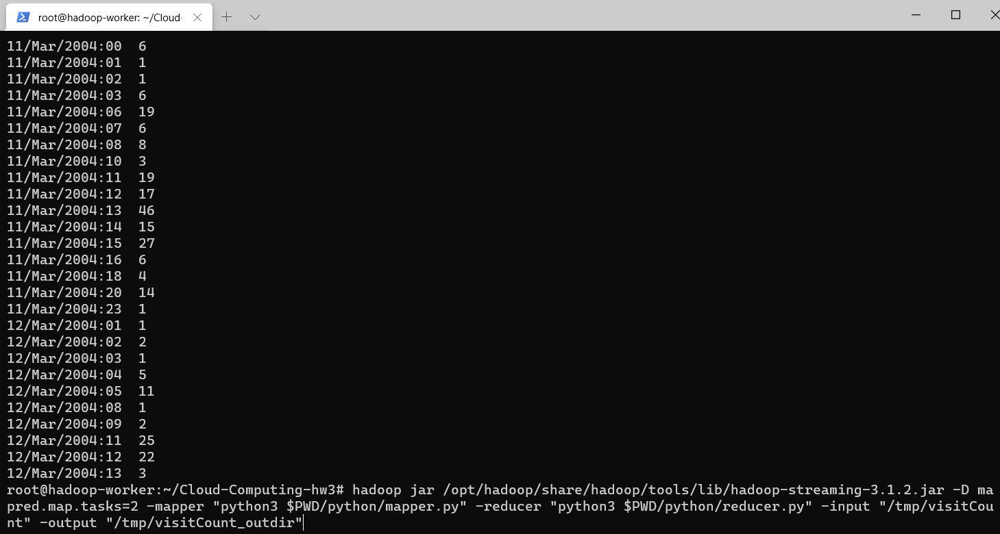 root@hadoop-worker: ~/Cloud-
11/Mar/2004:00  6
11/Mar/2004:01  1
11/Mar/2004:02  1
11/Mar/2004:03  6
11/Mar/2004:06  19
11/Mar/2004:07  6
11/Mar/2004:08  8
11/Mar/2004:10  3
11/Mar/2004:11  19
11/Mar/2004:12  17
11/Mar/2004:13  46
11/Mar/2004:14  15
11/Mar/2004:15  27
11/Mar/2004:16  6
11/Mar/2004:18  4
11/Mar/2004:20  14
11/Mar/2004:23  1
12/Mar/2004:01  1
12/Mar/2004:02  2
12/Mar/2004:03  1
12/Mar/2004:04  5
12/Mar/2004:05  11
12/Mar/2004:08  1
12/Mar/2004:09  2
12/Mar/2004:11  25
12/Mar/2004:12  22
12/Mar/2004:13  3
root@hadoop-worker:~/Cloud-Computing-hw3# hadoop jar /opt/hadoop/share/hadoop/tools/lib/hadoop-streaming-3.1.2.jar -D ma
pred.map.tasks=2 -mapper "python3 $PWD/python/mapper.py" -reducer "python3 $PWD/python/reducer.py" -input "/tmp/visitCou
nt" -output "/tmp/visitCount_outdir"